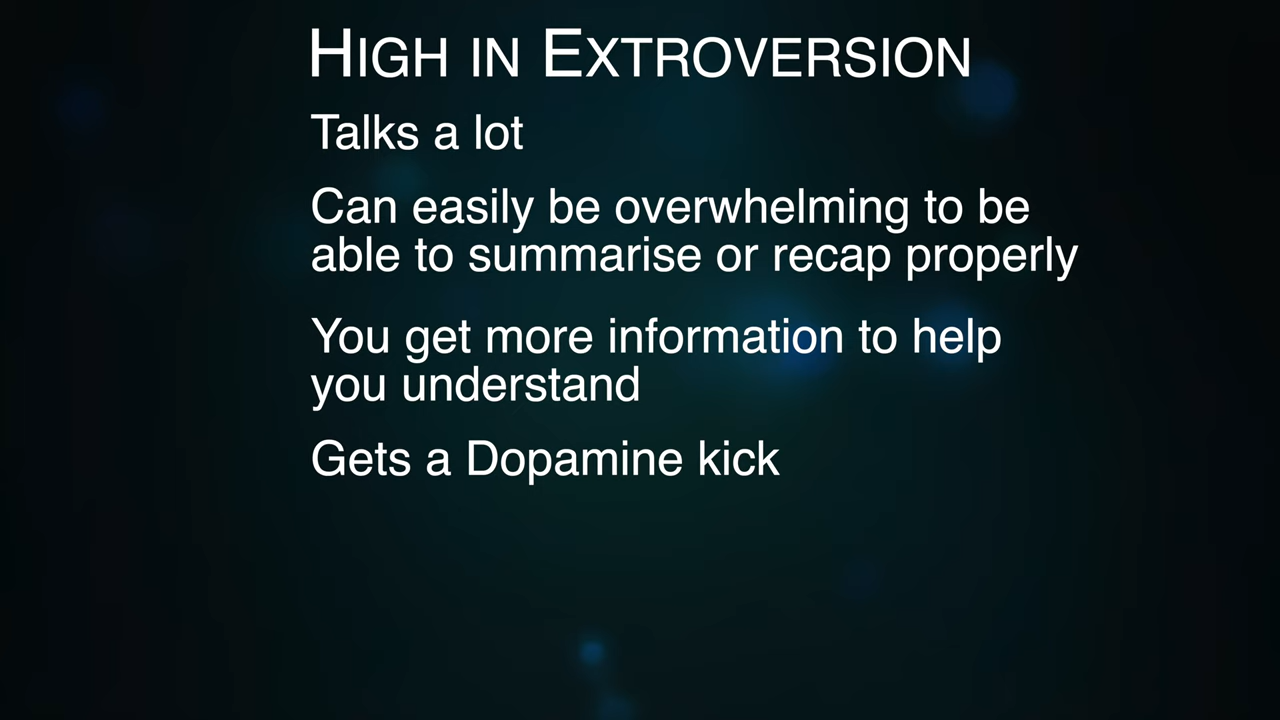 High in Extroversion
Talks a lot
Can easily be overwhelming to be
able to summarise or recap properly
You get more information to help
you understand
Gets a Dopamine kick